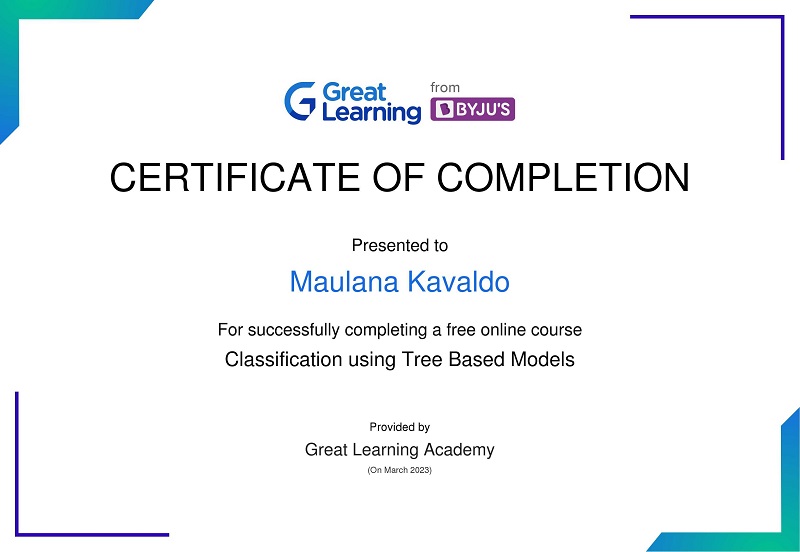 Great Learning from BYJU'S
CERTIFICATE OF COMPLETION
Presented to
Maulana Kavaldo
For successfully completing a free online course
Classification using Tree Based Models
Provided by
Great Learning Academy
(On March 2023)